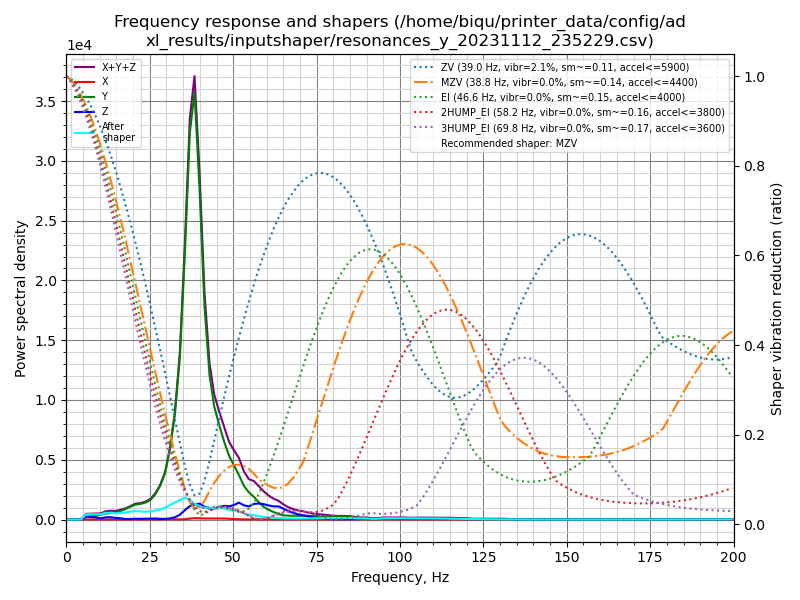 Frequency response and shapers (/home/biqu/printer_data/config/ad
xl_results/inputshaper/resonances_y_20231112_235229.csv)
1e4
X+Y+Z
X
Y
Z
After
shaper
ZV (39.0 Hz, vibr=2.1%, sm~=0.11, accel<=5900)
MZV (38.8 Hz, vibr=0.0%, sm~=0.14, accel<=4400)
EI (46.6 Hz, vibr=0.0%, sm~=0.15, accel<=4000)
2HUMP_EI (58.2 Hz, vibr=0.0%, sm~=0.16, accel<=3800)
3HUMP_EI (69.8 Hz, vibr=0.0%, sm~=0.17, accel<=3600)
Recommended shaper: MZV
Power spectral density
3.5
3.0
2.5
2.0
1.5
1.0
0.5
0.0
1.0
0.8
0.6
0.4
0.2
0.0
Shaper vibration reduction (ratio)
0 25 50 75 100 125 150 175 200
Frequency, Hz